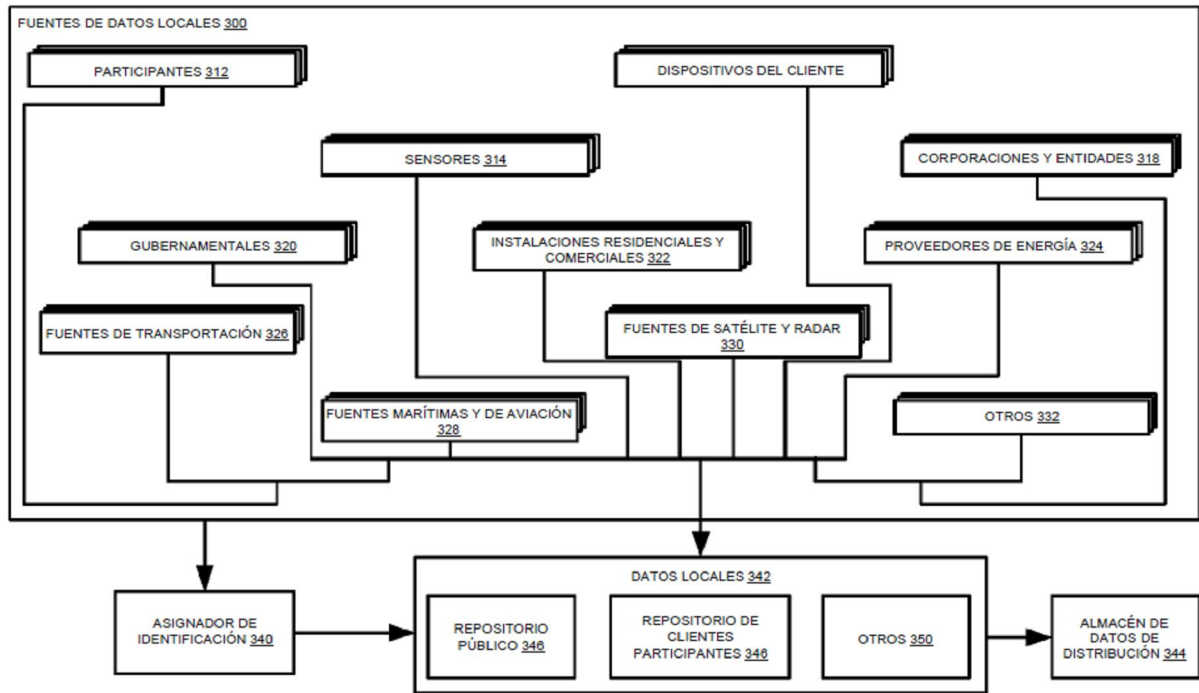 FUENTES DE DATOS LOCALES 300
PARTICIPANTES 312
DISPOSITIVOS DEL CLIENTE
SENSORES 314
CORPORACIONES Y ENTIDADES 318
GUBERNAMENTALES 320
INSTALACIONES RESIDENCIALES Y
COMERCIALES 322
PROVEEDORES DE ENERGÍA 324
FUENTES DE TRANSPORTACIÓN 326
FUENTES DE SATÉLITE Y RADAR
330
FUENTES MARÍTIMAS Y DE AVIACIÓN
328
OTROS 332
DATOS LOCALES 342
ASIGNADOR DE
IDENTIFICACIÓN 340
REPOSITORIO
PÚBLICO 346
REPOSITORIO DE
CLIENTES
PARTICIPANTES 346
OTROS 350
ALMACÉN DE
DATOS DE
DISTRIBUCIÓN 344